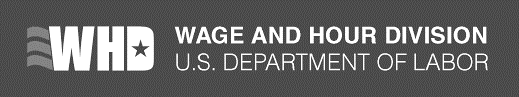 WHD
WAGE AND HOUR DIVISION
U.S. DEPARTMENT OF LABOR